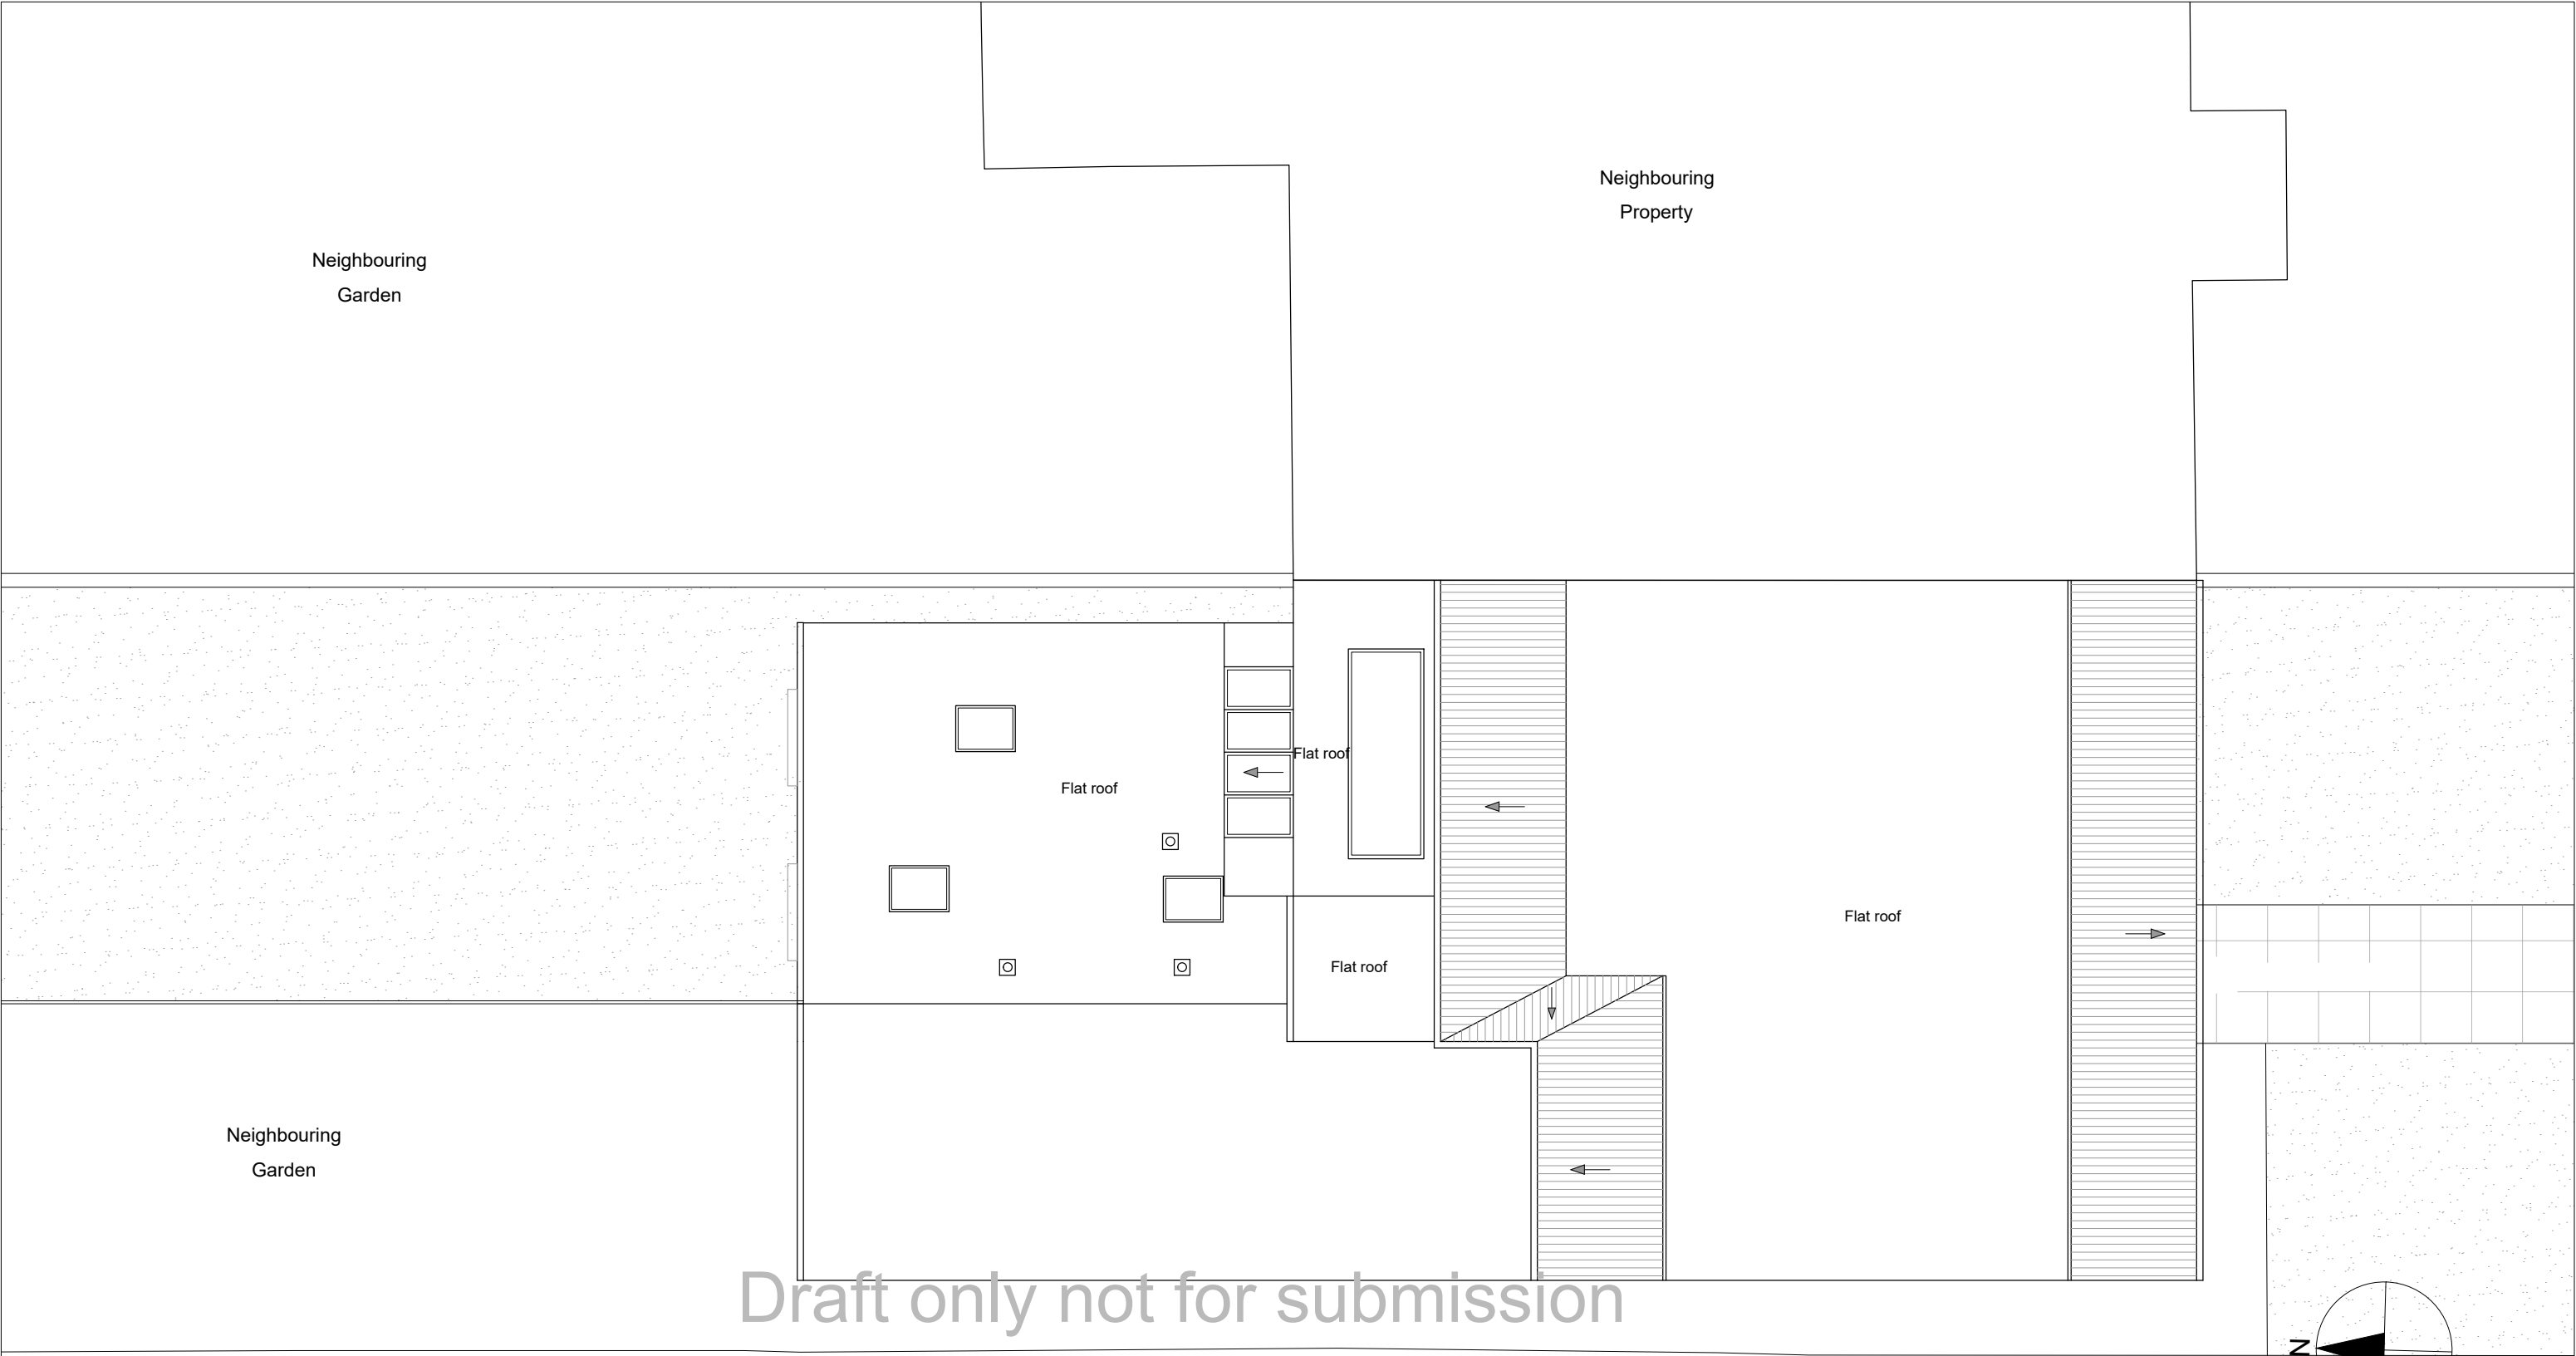 Neighbouring
Property
Neighbouring
Garden
Flat roof
Flat roof
Flat roof
Flat roof
Neighbouring
Garden
Draft only not for submission
N